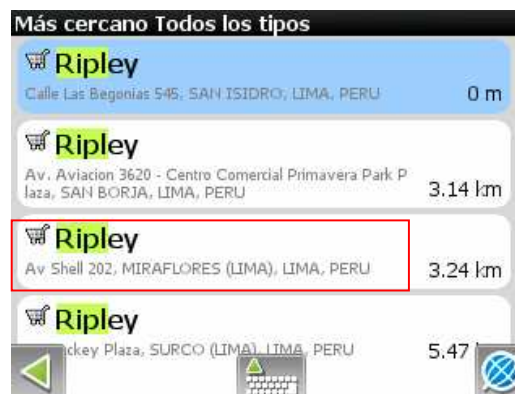 Más cercano Todos los tipos
Ripley
Calle Las Begonias 545, SAN ISIDRO, LIMA, PERU
0 m
Ripley
Av. Aviacion 3620 - Centro Comercial Primavera Park P
laza, SAN BORJA, LIMA, PERU
3.14 km
Ripley
Av Shell 202, MIRAFLORES (LIMA), LIMA, PERU
3.24 km
Ripley
Plaza, SURCO (LIMA), LIMA, PERU
5.47